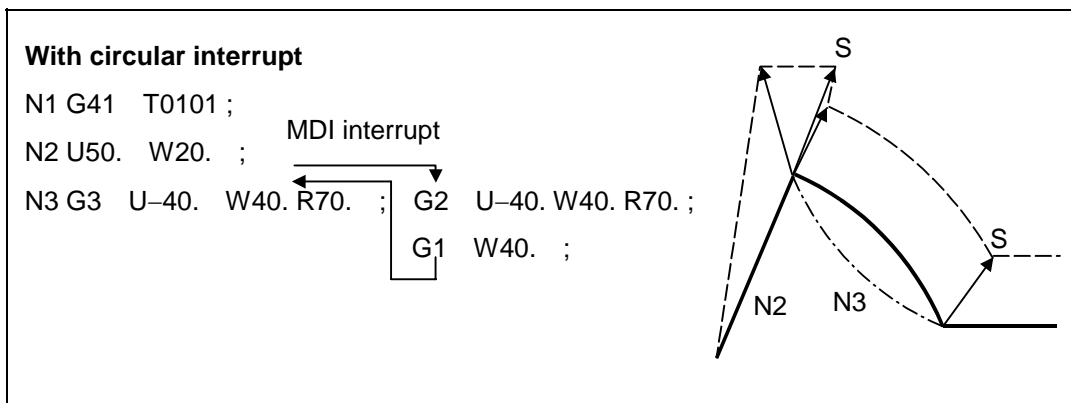 With circular interrupt
N1 G41 T0101 ;
MDI interrupt
N2 U50. W20. ;
N3 G3 U−40. W40. R70. ; G2 U−40. W40. R70. ;
G1 W40. ;
S
S
N2 N3